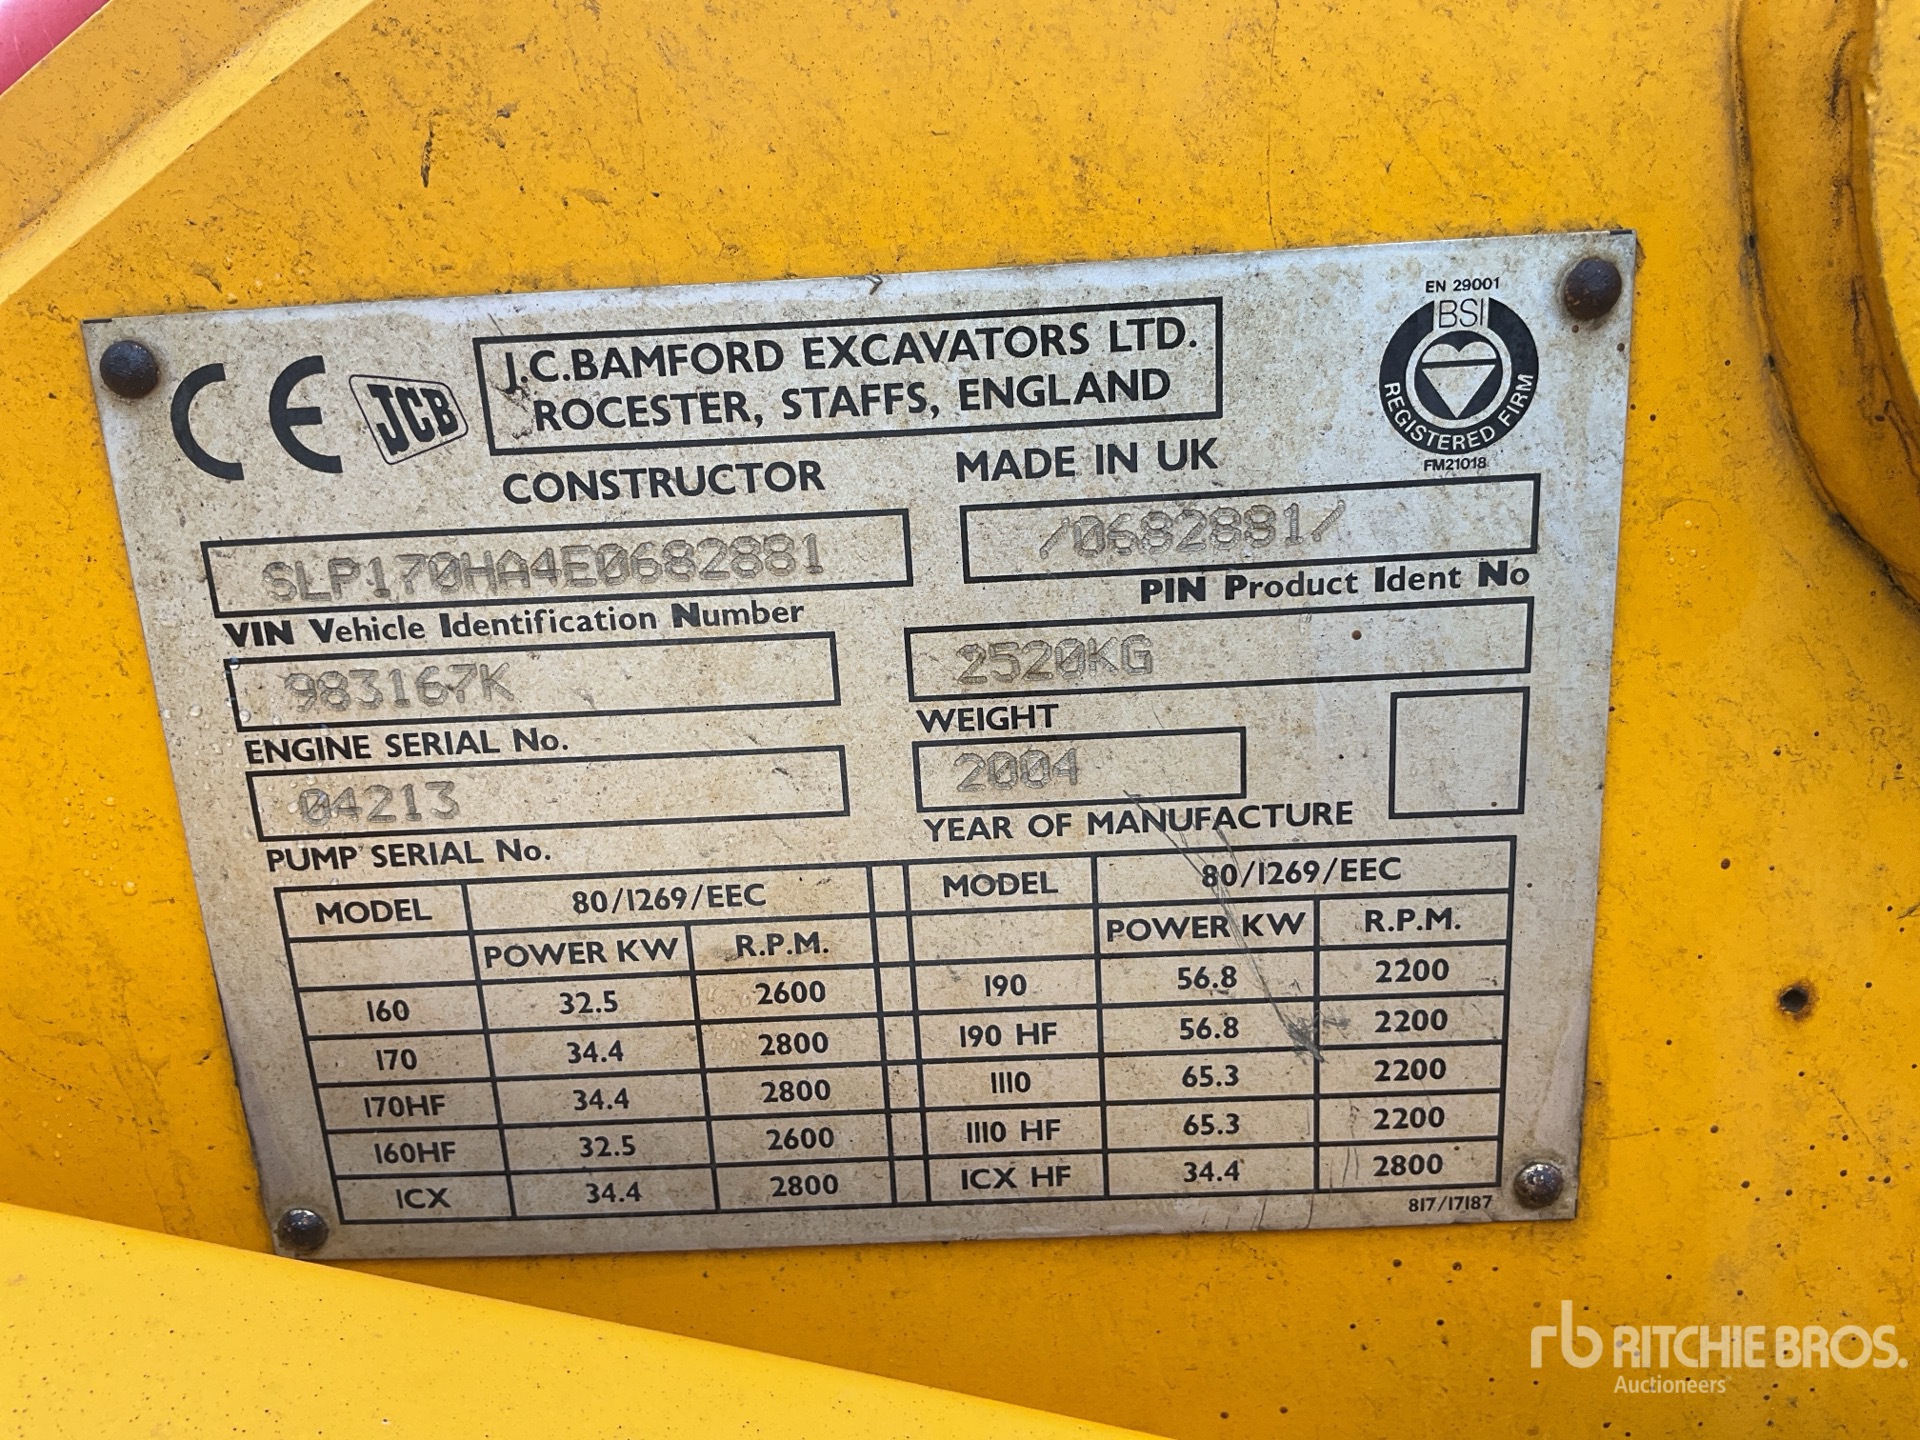 CE
JCB
J.C.BAMFORD EXCAVATORS LTD.
ROCESTER, STAFFS, ENGLAND
CONSTRUCTOR
MADE IN UK
EN 29001
BSI
REGISTERED FIRM
FM21018
SLP170HA4E0682881
VIN Vehicle Identification Number
/0682881/
PIN Product Ident No
983167K
ENGINE SERIAL No.
2520KG
WEIGHT
04213
PUMP SERIAL No.
2004
YEAR OF MANUFACTURE
MODEL 80/1269/EEC MODEL 80/1269/EEC
POWER KW R.P.M. POWER KW R.P.M.
160 32.5 2600 190 56.8 2200
170 34.4 2800 190 HF 56.8 2200
170HF 34.4 2800 1110 65.3 2200
160HF 32.5 2600 1110 HF 65.3 2200
1CX 34.4 2800 1CX HF 34.4 2800
817/17187
rb RITCHIE BROS.
Auctioneers